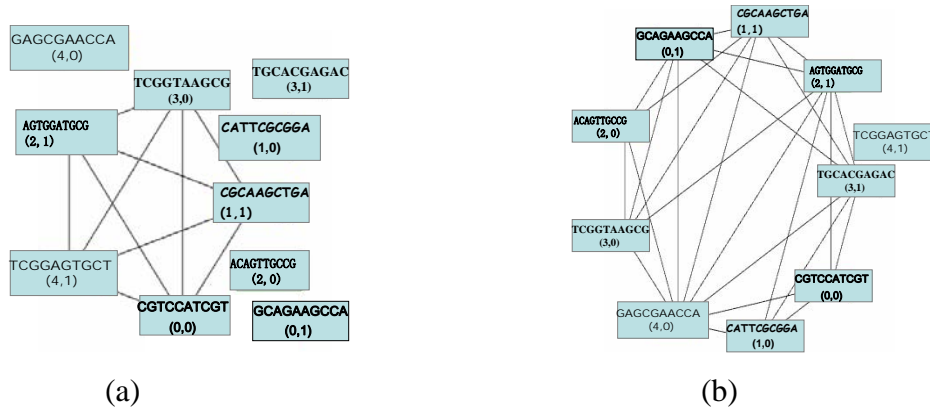 GAGCGAACCA
(4,0)
TCGGTAAGCG
(3,0)
TGCACGAGAC
(3,1)
AGTGGATGCG
(2,1)
CATTCGCGGA
(1,0)
CGCAAGCTGA
(1,1)
TCGGAGTGCT
(4,1)
ACAGTTGCCG
(2,0)
CGTCCATCGT
(0,0)
GCAGAAGCCA
(0,1)
(a)
CGCAAGCTGA
(1,1)
GCAGAAGCCA
(0,1)
AGTGGATGCG
(2,1)
ACAGTTGCCG
(2,0)
TCGGAGTGCT
(4,1)
TGCACGAGAC
(3,1)
TCGGTAAGCG
(3,0)
CGTCCATCGT
(0,0)
GAGCGAACCA
(4,0)
CATTCGCGGA
(1,0)
(b)